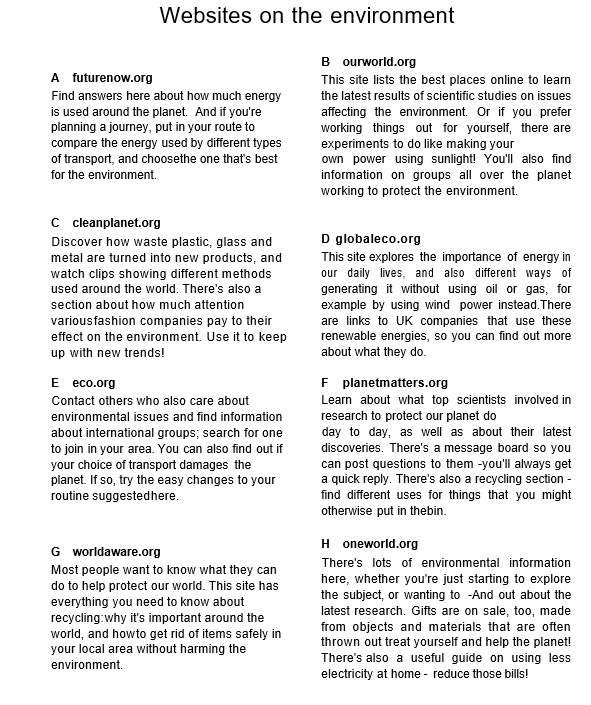 Websites on the environment
A futurenow.org
Find answers here about how much energy
is used around the planet. And if you're
planning a journey, put in your route to
compare the energy used by different types
of transport, and choosethe one that's best
for the environment.
B ourworld.org
This site lists the best places online to learn
the latest results of scientific studies on issues
affecting the environment. Or if you prefer
working things out for yourself, there are
experiments to do like making your
own power using sunlight! You'll also find
information on groups all over the planet
working to protect the environment.
C cleanplanet.org
Discover how waste plastic, glass and
metal are turned into new products, and
watch clips showing different methods
used around the world. There's also a
section about how much attention
variousfashion companies pay to their
effect on the environment. Use it to keep
up with new trends!
D globaleco.org
This site explores the importance of energy in
our daily lives, and also different ways of
generating it without using oil or gas, for
example by using wind power instead.There
are links to UK companies that use these
renewable energies, so you can find out more
about what they do.
E eco.org
Contact others who also care about
environmental issues and find information
about international groups; search for one
to join in your area. You can also find out if
your choice of transport damages the
planet. If so, try the easy changes to your
routine suggestedhere.
F planetmatters.org
Learn about what top scientists involved in
research to protect our planet do
day to day, as well as about their latest
discoveries. There's a message board so you
can post questions to them -you'll always get
a quick reply. There's also a recycling section -
find different uses for things that you might
otherwise put in thebin.
G worldaware.org
Most people want to know what they can
do to help protect our world. This site has
everything you need to know about
recycling:why it's important around the
world, and howto get rid of items safely in
your local area without harming the
environment.
H oneworld.org
There's lots of environmental information
here, whether you're just starting to explore
the subject, or wanting to -And out about the
latest research. Gifts are on sale, too, made
from objects and materials that are often
thrown out treat yourself and help the planet!
There's also a useful guide on using less
electricity at home - reduce those bills!